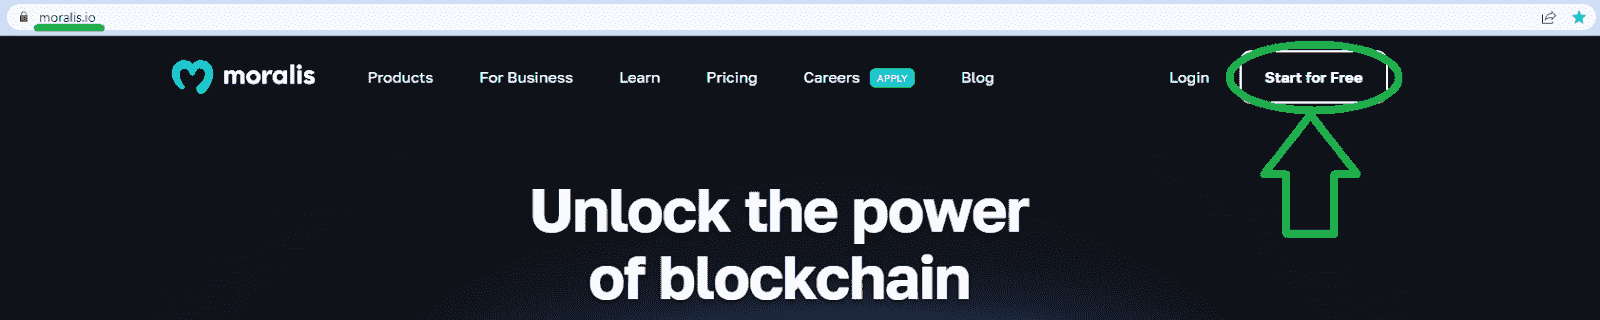 moralis.io
moralis Products For Business Learn Pricing Careers APPLY Blog Login Start for Free
Unlock the power
of blockchain